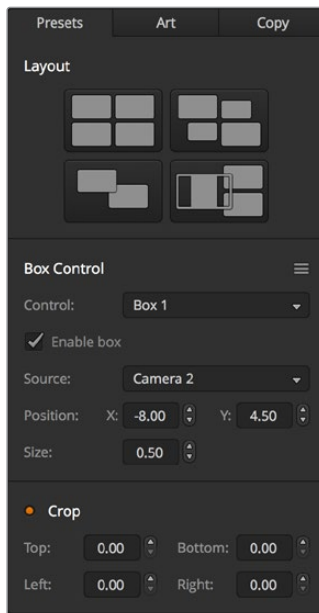 Presets Art Copy
Layout
Box Control
Control: Box 1
Enable box
Source: Camera 2
Position: X: -8.00 Y: 4.50
Size: 0.50
Crop
Top: 0.00 Bottom: 0.00
Left: 0.00 Right: 0.00